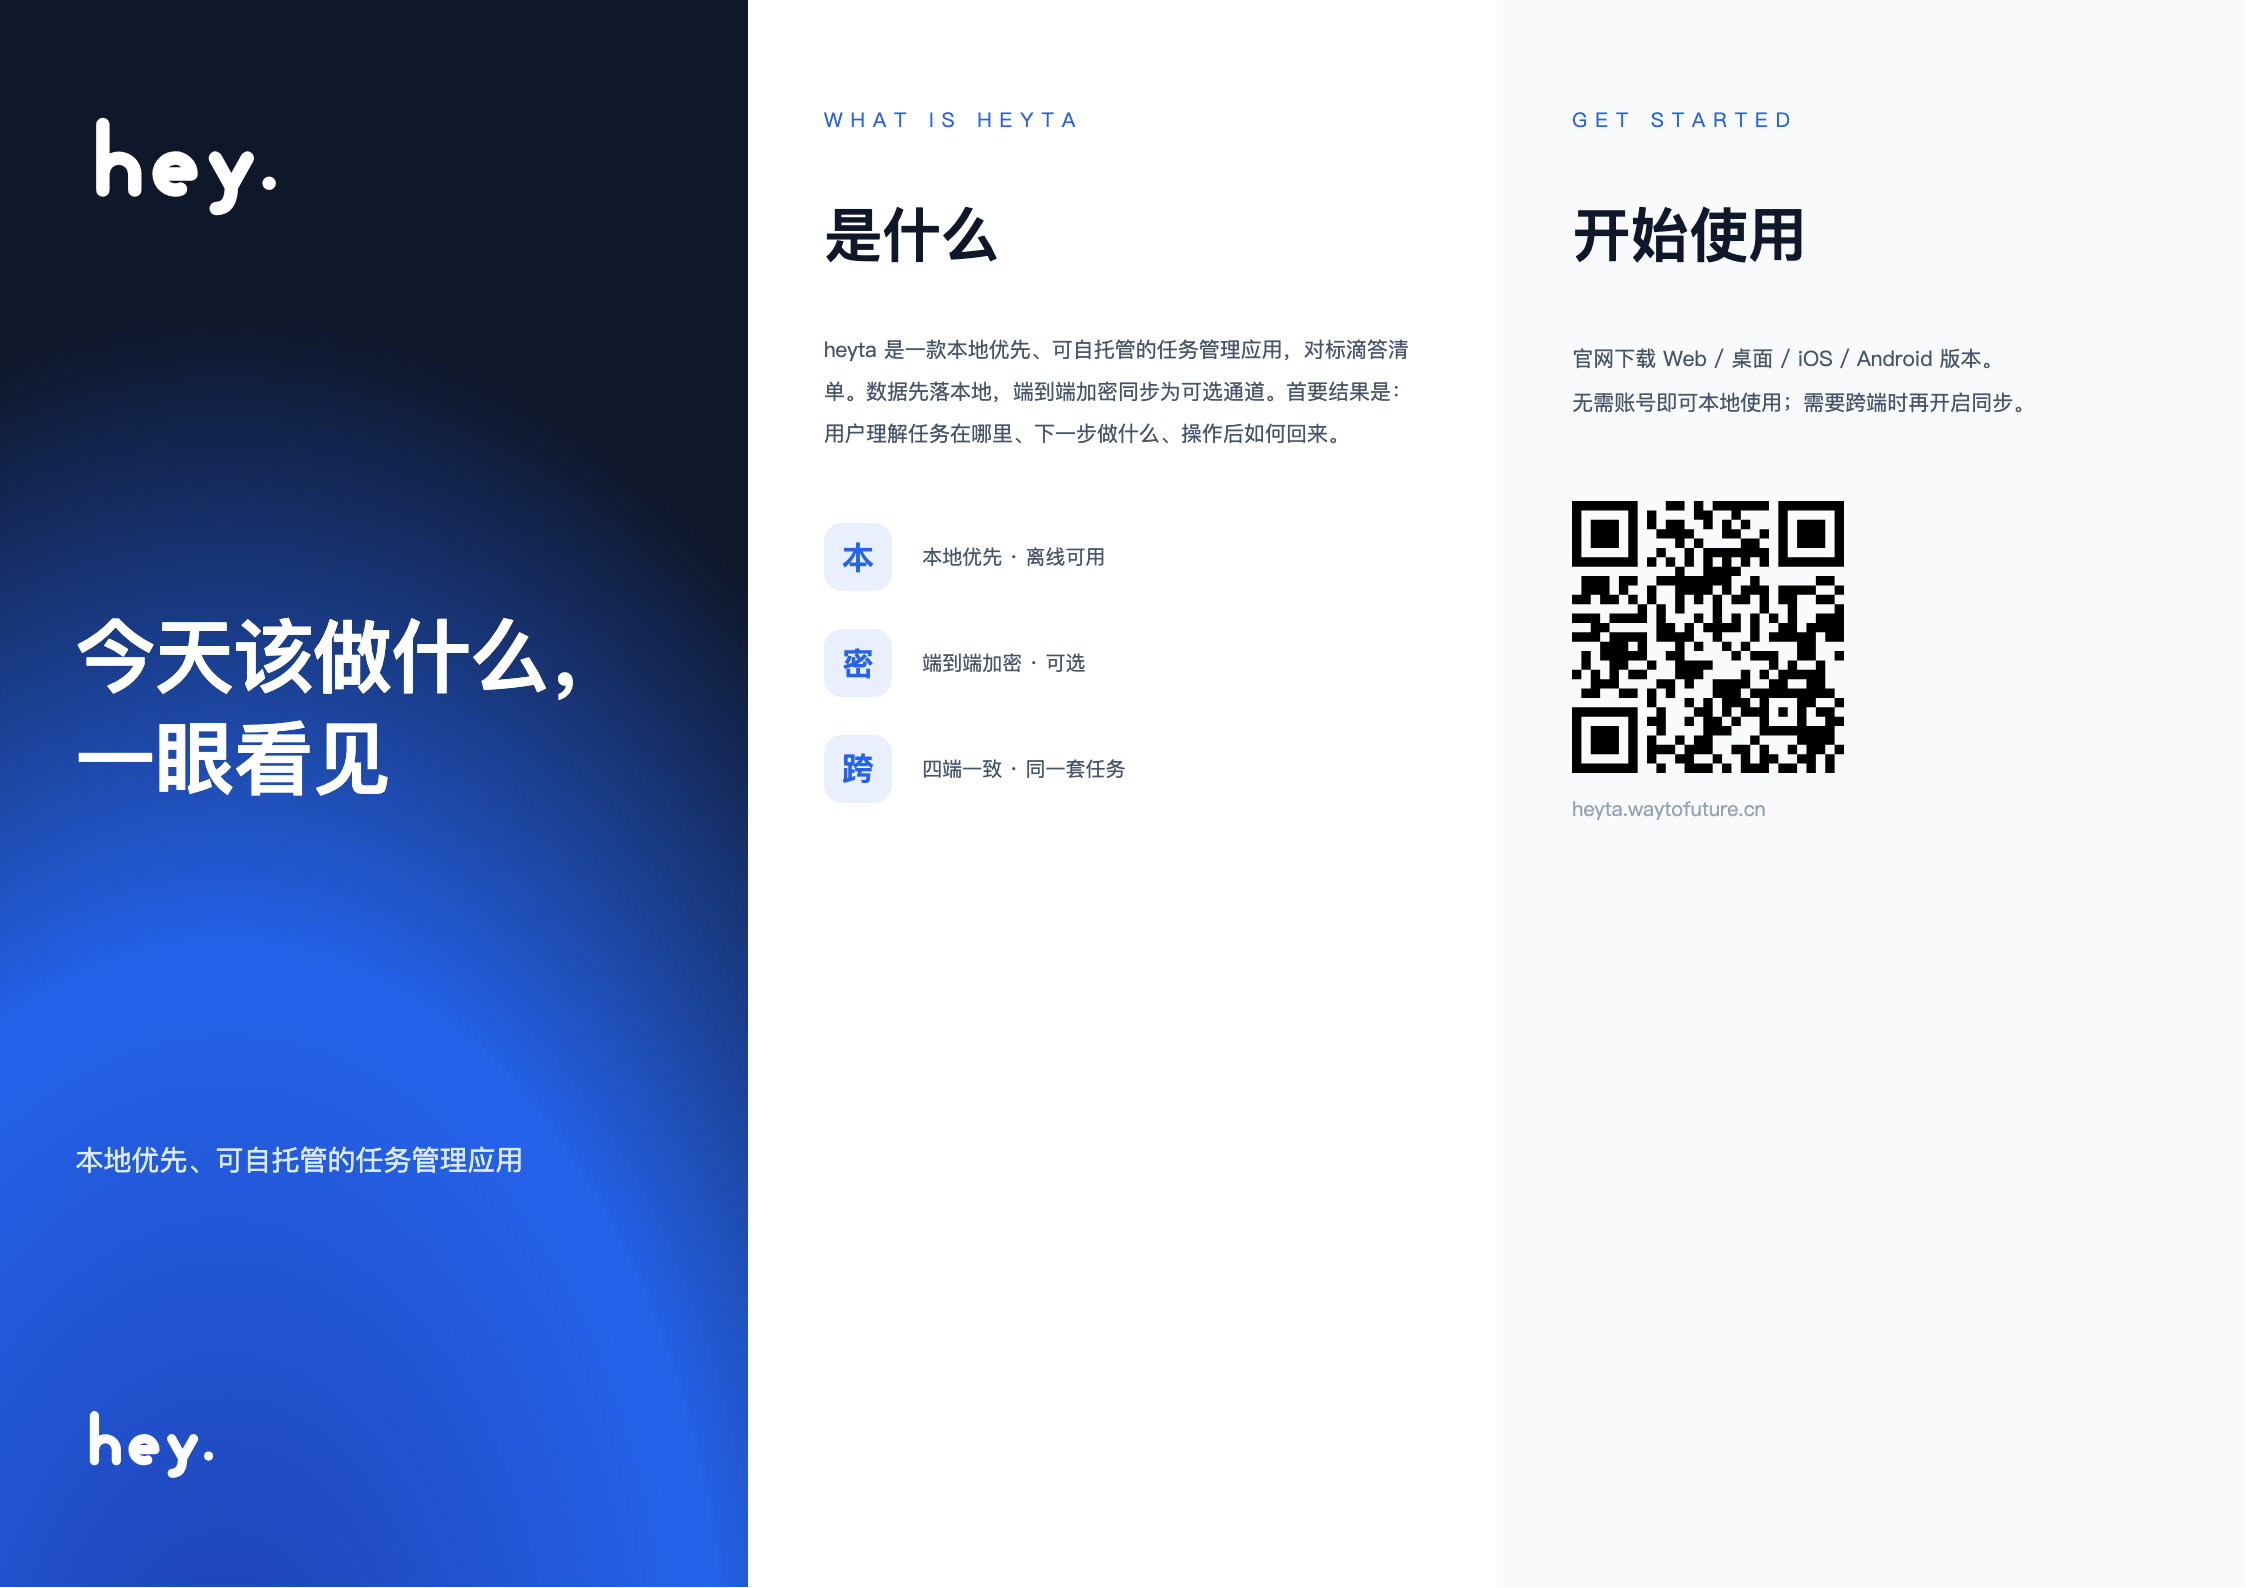 hey.
今天该做什么，
一眼看见
本地优先、可自托管的任务管理应用
hey.
WHAT IS HEYTA
是什么
heyta 是一款本地优先、可自托管的任务管理应用，对标滴答清
单。数据先落本地，端到端加密同步为可选通道。首要结果是：
用户理解任务在哪里、下一步做什么、操作后如何回来。
本
本地优先 · 离线可用
密
端到端加密 · 可选
跨
四端一致 · 同一套任务
GET STARTED
开始使用
官网下载 Web / 桌面 / iOS / Android 版本。
无需账号即可本地使用；需要跨端时再开启同步。
heyta.waytofuture.cn